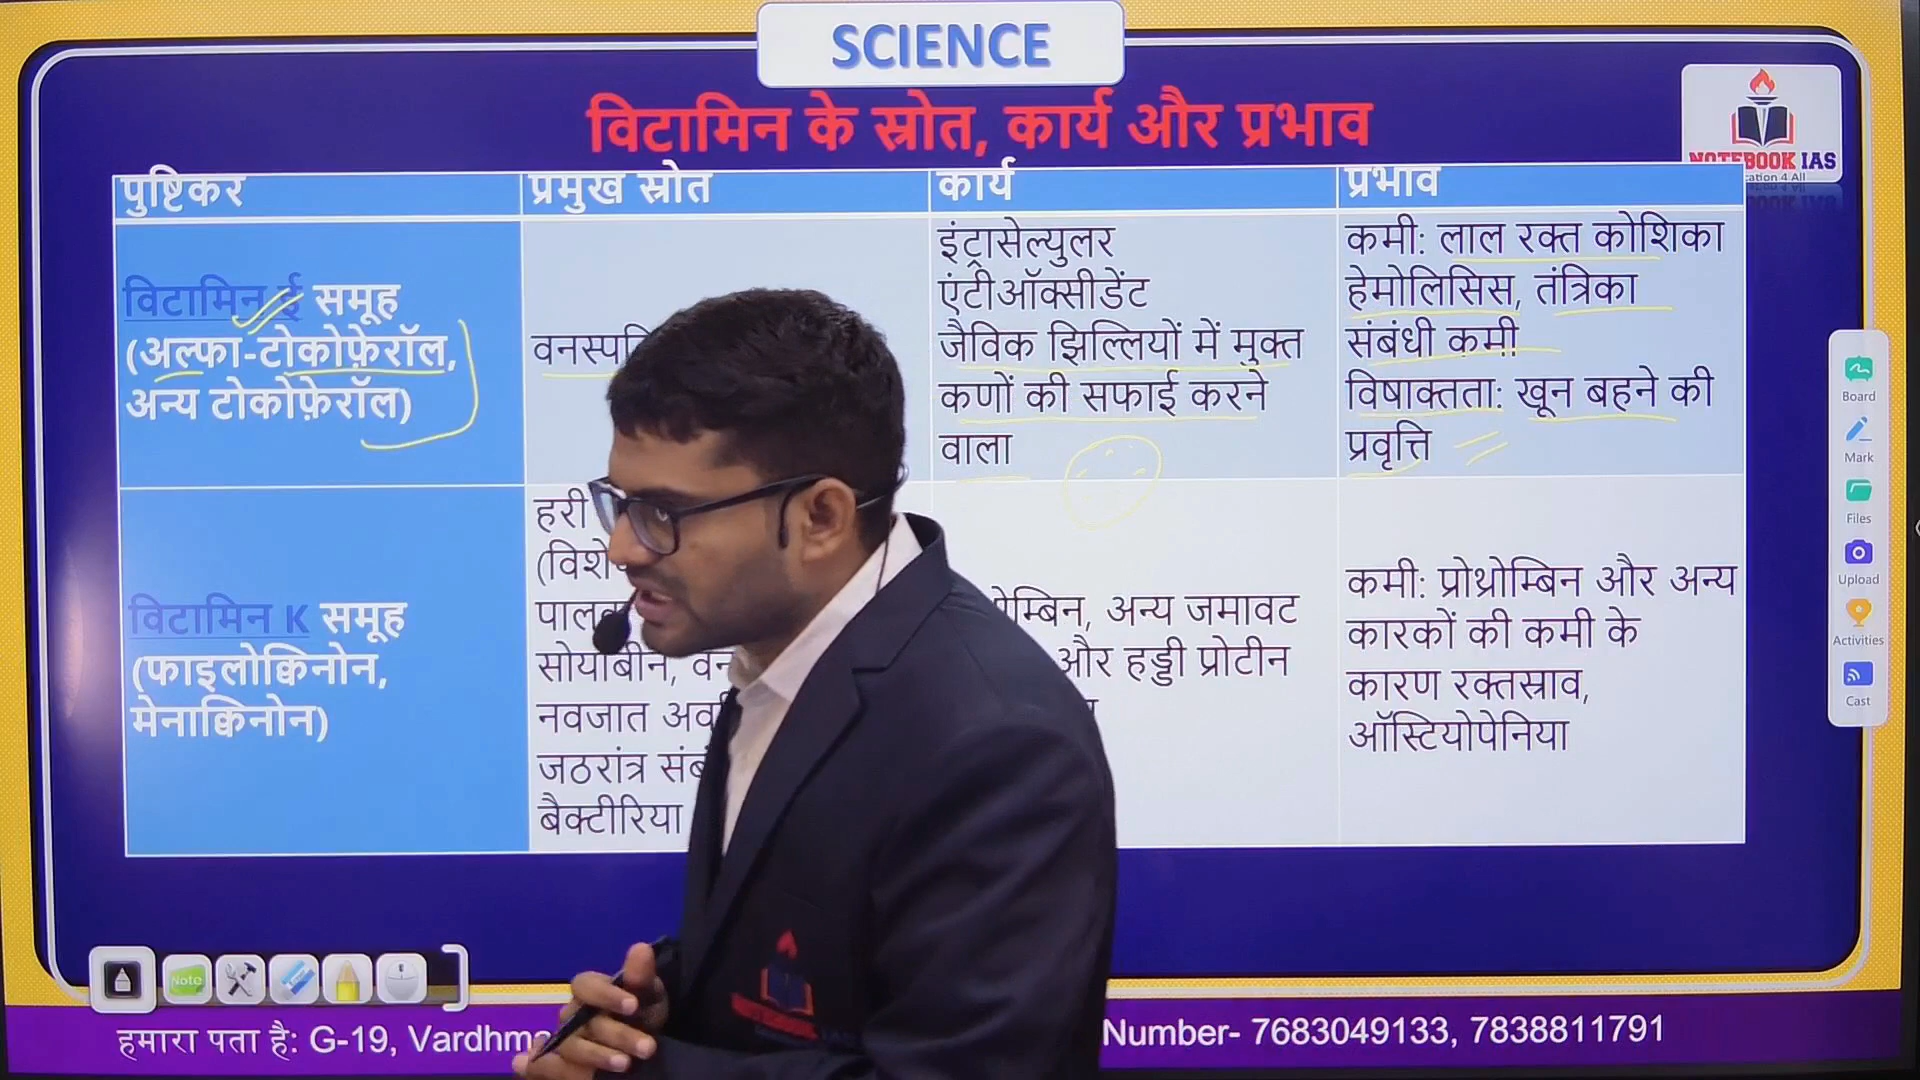 SCIENCE
विटामिन के स्रोत, कार्य और प्रभाव
NOTEBOOK IAS
पुष्टिकर
प्रमुख स्रोत
कार्य
प्रभाव
विटामिन ई समूह
(अल्फा-टोकोफ़ेरॉल,
अन्य टोकोफ़ेरॉल)
इंट्रासेल्युलर
एंटीऑक्सीडेंट
जैविक झिल्लियों में मुक्त
कणों की सफाई करने
वाला
कमी: लाल रक्त कोशिका
हेमोलिसिस, तंत्रिका
संबंधी कमी
विषाक्तता: खून बहने की
प्रवृत्ति
विटामिन K समूह
(फाइलोक्विनोन,
मेनाक्विनोन)
हरी
सोयाबीन,
नवजात
जठरांत्र
बैक्टीरिया
अन्य जमावट
और हड्डी प्रोटीन
कमी: प्रोथ्रोम्बिन और अन्य
कारकों की कमी के
कारण रक्तस्राव,
ऑस्टियोपेनिया
Board
Mark
Files
Upload
Activities
Cast
Note
हमारा पता है: G-19,
Number- 7683049133, 7838811791